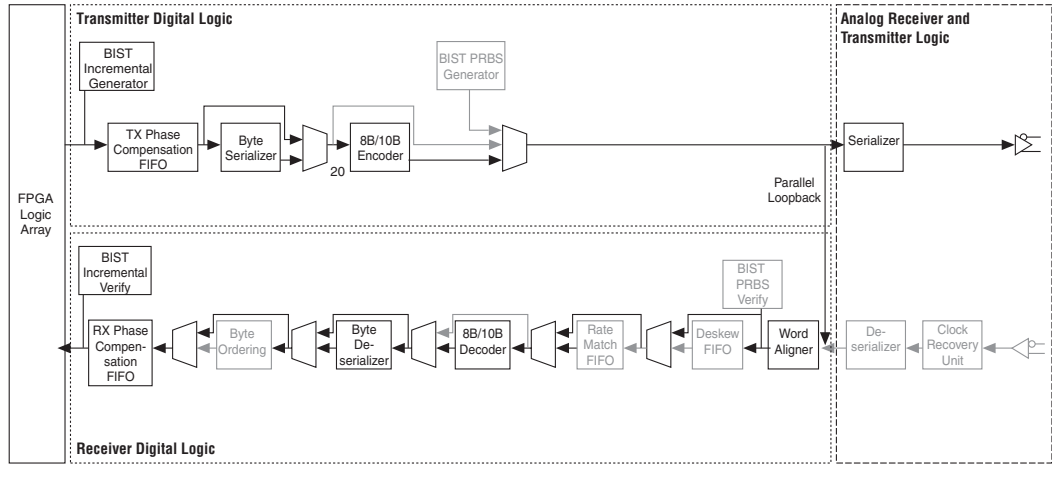 Transmitter Digital Logic
Analog Receiver and
Transmitter Logic
BIST
Incremental
Generator
BIST PRBS
Generator
TX Phase
Compensation
FIFO
Byte
Serializer
20
8B/10B
Encoder
Serializer
Parallel
Loopback
FPGA
Logic
Array
BIST
Incremental
Verify
BIST
PRBS
Verify
RX Phase
Compen-
sation
FIFO
Byte
Ordering
Byte
De-
serializer
8B/10B
Decoder
Rate
Match
FIFO
Deskew
FIFO
Word
Aligner
De-
serializer
Clock
Recovery
Unit
Receiver Digital Logic